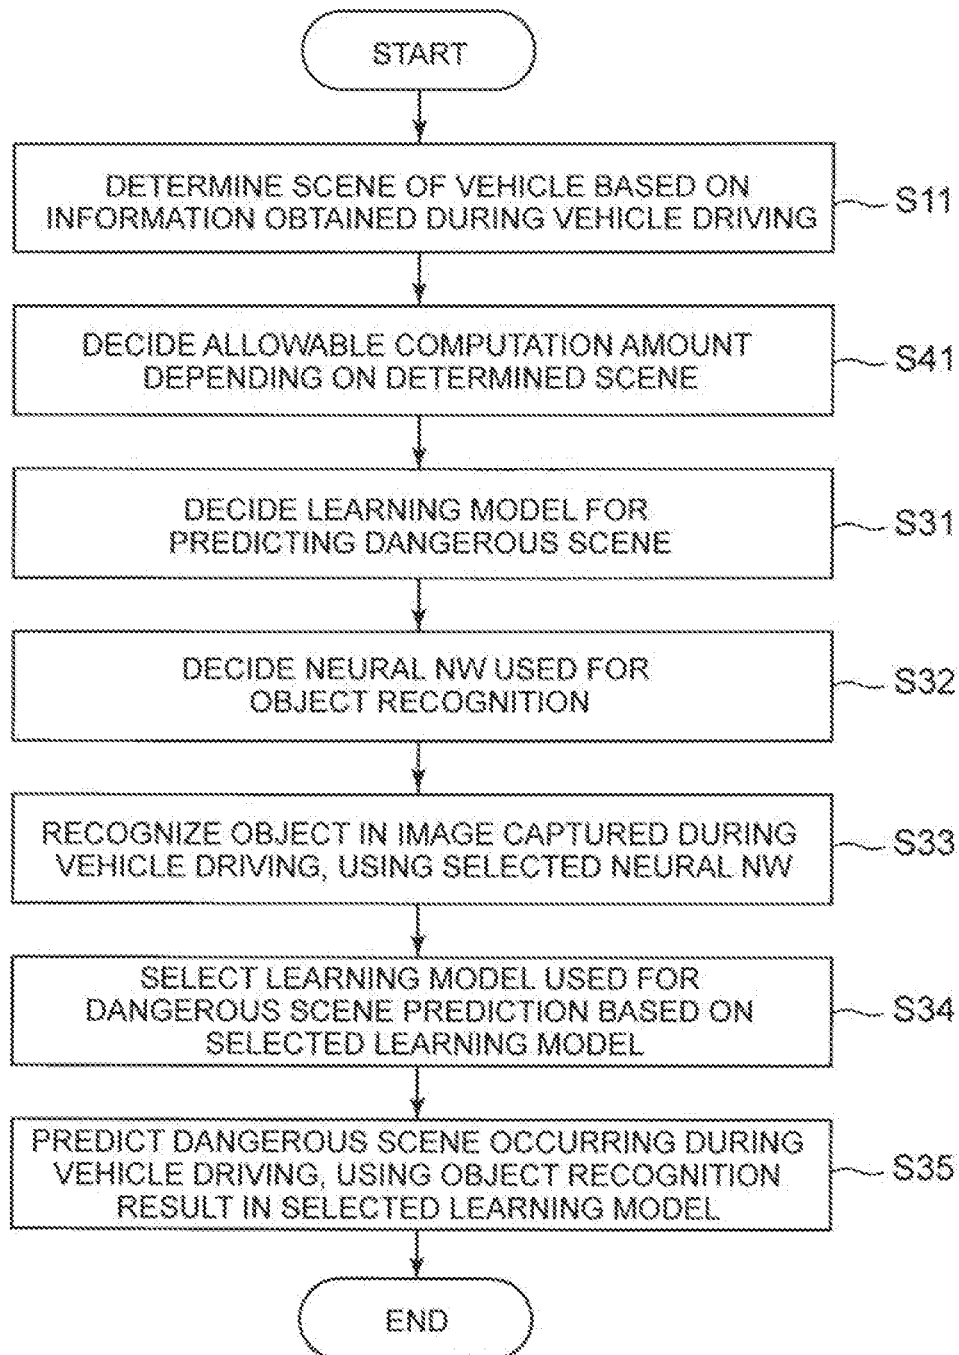 START
DETERMINE SCENE OF VEHICLE BASED ON
INFORMATION OBTAINED DURING VEHICLE DRIVING
S11
DECIDE ALLOWABLE COMPUTATION AMOUNT
DEPENDING ON DETERMINED SCENE
S41
DECIDE LEARNING MODEL FOR
PREDICTING DANGEROUS SCENE
S31
DECIDE NEURAL NW USED FOR
OBJECT RECOGNITION
S32
RECOGNIZE OBJECT IN IMAGE CAPTURED DURING
VEHICLE DRIVING, USING SELECTED NEURAL NW
S33
SELECT LEARNING MODEL USED FOR
DANGEROUS SCENE PREDICTION BASED ON
SELECTED LEARNING MODEL
S34
PREDICT DANGEROUS SCENE OCCURRING DURING
VEHICLE DRIVING, USING OBJECT RECOGNITION
RESULT IN SELECTED LEARNING MODEL
S35
END